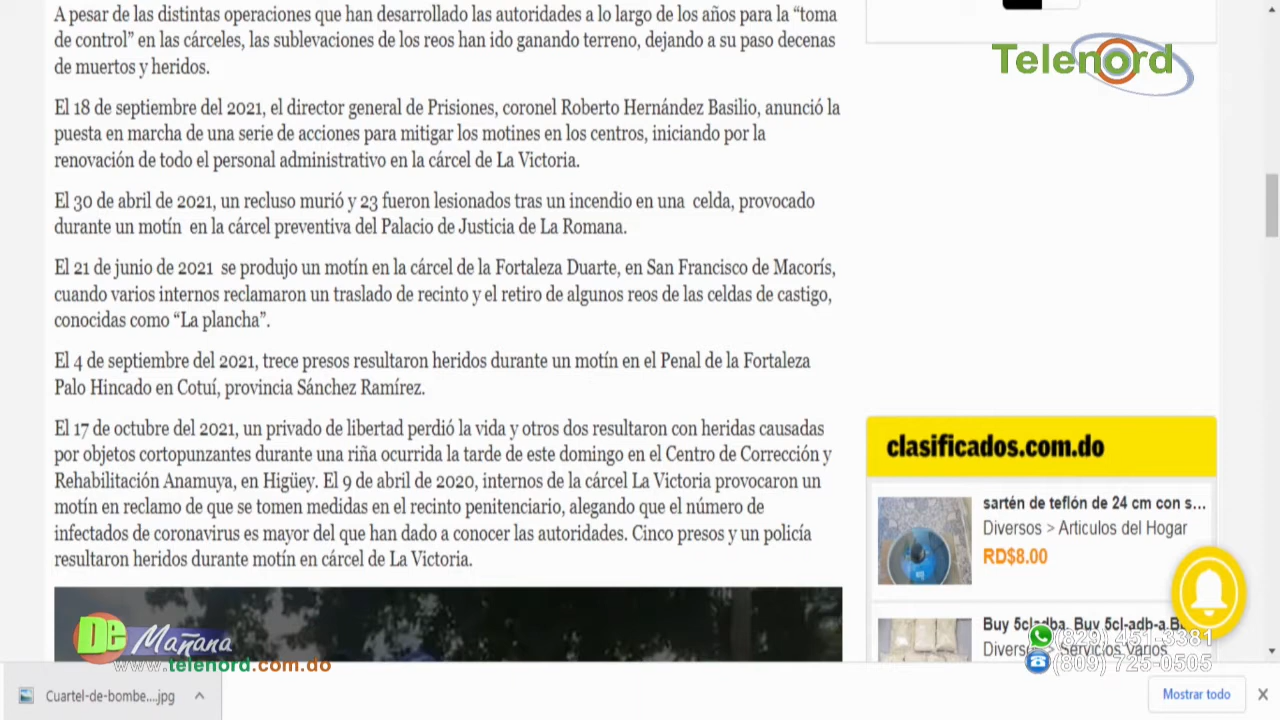 A pesar de las distintas operaciones que han desarrollado las autoridades a lo largo de los años para la “toma
de control” en las cárceles, las sublevaciones de los reos han ido ganando terreno, dejando a su paso decenas
de muertos y heridos.
El 18 de septiembre del 2021, el director general de Prisiones, coronel Roberto Hernández Basilio, anunció la
puesta en marcha de una serie de acciones para mitigar los motines en los centros, iniciando por la
renovación de todo el personal administrativo en la cárcel de La Victoria.
El 30 de abril de 2021, un recluso murió y 23 fueron lesionados tras un incendio en una celda, provocado
durante un motín en la cárcel preventiva del Palacio de Justicia de La Romana.
El 21 de junio de 2021 se produjo un motín en la cárcel de la Fortaleza Duarte, en San Francisco de Macorís,
cuando varios internos reclamaron un traslado de recinto y el retiro de algunos reos de las celdas de castigo,
conocidas como “La plancha”.
El 4 de septiembre del 2021, trece presos resultaron heridos durante un motín en el Penal de la Fortaleza
Palo Hincado en Cotuí, provincia Sánchez Ramírez.
El 17 de octubre del 2021, un privado de libertad perdió la vida y otros dos resultaron con heridas causadas
por objetos cortopunzantes durante una riña ocurrida la tarde de este domingo en el Centro de Corrección y
Rehabilitación Anamuya, en Higüey. El 9 de abril de 2020, internos de la cárcel La Victoria provocaron un
motín en reclamo de que se tomen medidas en el recinto penitenciario, alegando que el número de
infectados de coronavirus es mayor del que han dado a conocer las autoridades. Cinco presos y un policía
resultaron heridos durante motín en cárcel de La Victoria.
Telenord
clasificados.com.do
sartén de teflón de 24 cm con s...
Diversos > Articulos del Hogar
RD$8.00
Buy 5cladba. Buy 5cl-adb-a.
Servicios Varios
(829) 451-3381
(809) 725-0505
De Mañana
www.telenord.com.do
Cuartel-de-bombe....jpg
Mostrar todo